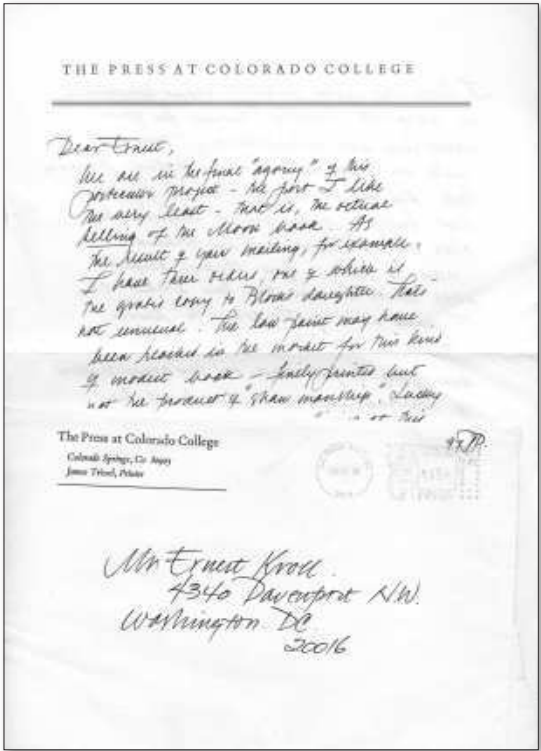 THE PRESS AT COLORADO COLLEGE
Dear Ernest,
We are in the final "agony" of this
particular project - the part I like
the very least - that is, the actual
selling of the Moon book. As
the result of your mailing, for example,
I have three orders, one of which is
the gratis copy to Bloch's daughter. That's
not unusual. The low point may have
been reached in the market for this kind
of modest book - finely printed but
not the product of "showmanship". Luckily
The Press at Colorado College
Colorado Springs, Co 80903
James Trissel, Printer
Mr Ernest Kroll
4340 Davenport N.W.
Washington DC
20016